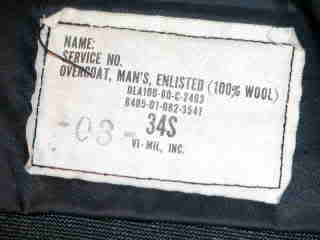 NAME:
SERVICE NO.
OVERCOAT, MAN'S, ENLISTED (100% WOOL)
DLA100-80-C-2403
8405-01-082-3541
-03 34S
VI-MIL, INC.